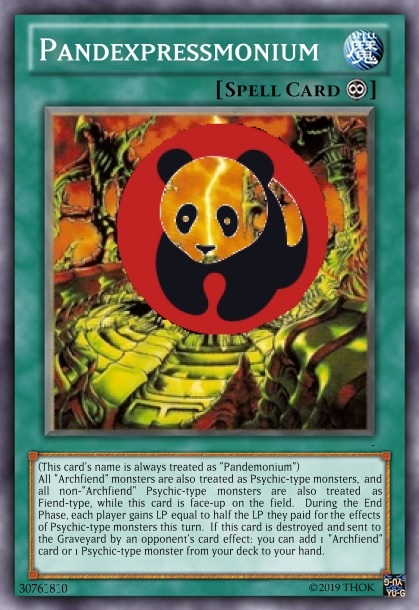 PANDEXPRESSMONIUM
魔
[SPELL CARD ]
(This card's name is always treated as "Pandemonium")
All "Archfiend" monsters are also treated as Psychic-type monsters, and
all non-"Archfiend" Psychic-type monsters are also treated as
Fiend-type, while this card is face-up on the field. During the End
Phase, each player gains LP equal to half the LP they paid for the effects
of Psychic-type monsters this turn. If this card is destroyed and sent to
the Graveyard by an opponent's card effect: you can add 1 "Archfiend"
card or 1 Psychic-type monster from your deck to your hand.
30761810
©2019 THOK
YU-G